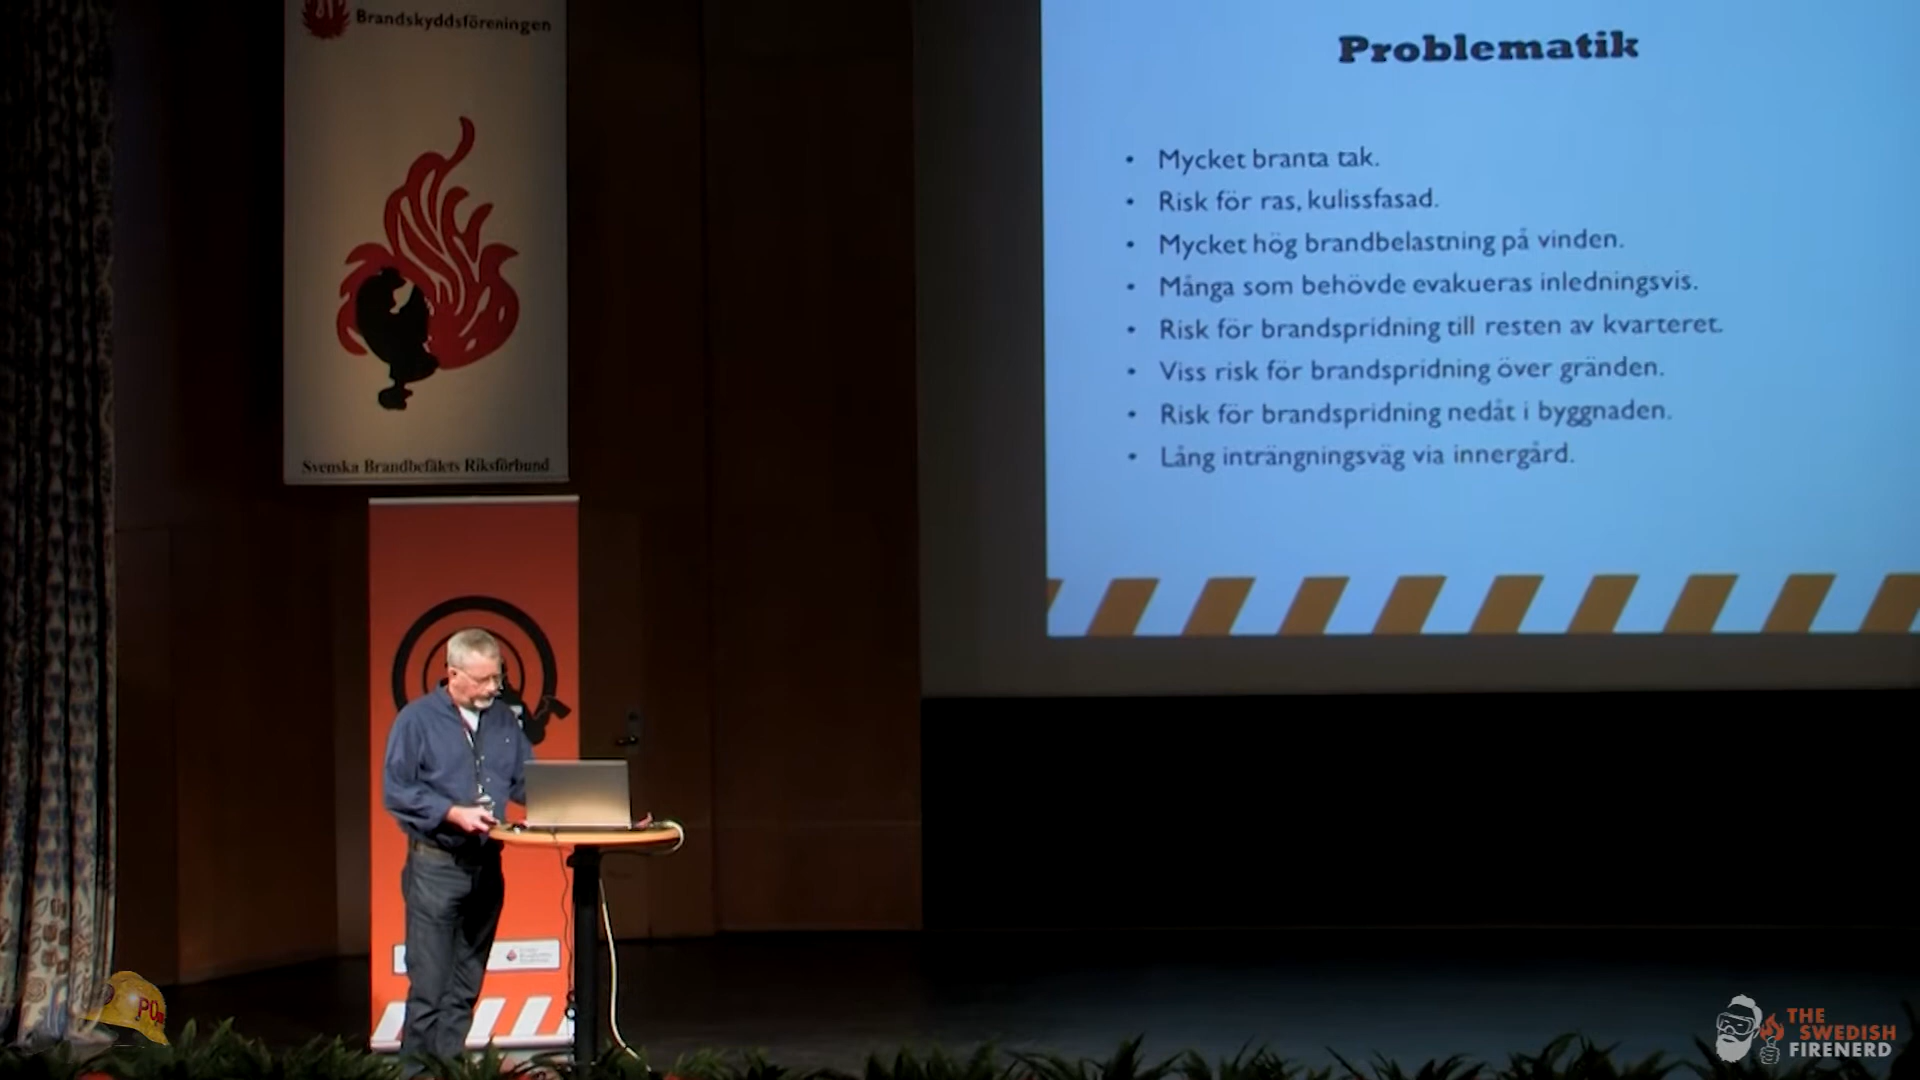 Brandskyddsföreningen
Svenska Brandbefälets Riksförbund
Problematik
• Mycket branta tak.
• Risk för ras, kulissfasad.
• Mycket hög brandbelastning på vinden.
• Många som behövde evakueras inledningsvis.
• Risk för brandspridning till resten av kvarteret.
• Viss risk för brandspridning över gränden.
• Risk för brandspridning nedåt i byggnaden.
• Lång inträngningsväg via innergård.
THE
SWEDISH
FIRENERD